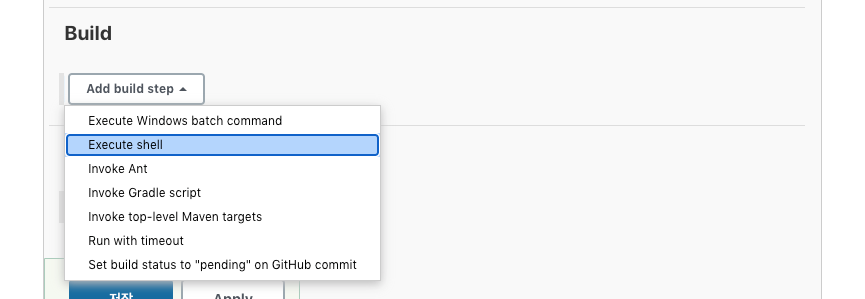 Build
Add build step
Execute Windows batch command
Execute shell
Invoke Ant
Invoke Gradle script
Invoke top-level Maven targets
Run with timeout
Set build status to "pending" on GitHub commit
저장
Apply